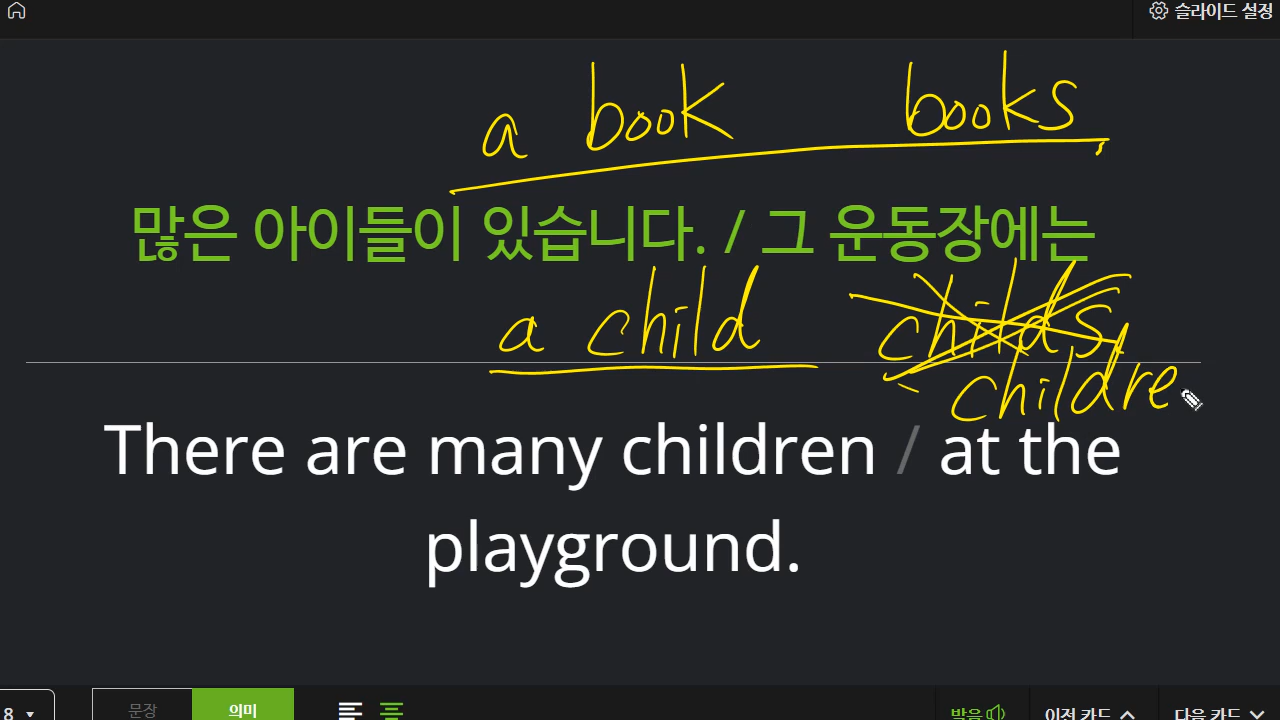 슬라이드 설정
a book books
많은 아이들이 있습니다. / 그 운동장에는
a child childs
childre
There are many children / at the
playground.
8 문장 의미 발음 이전 카드 다음 카드